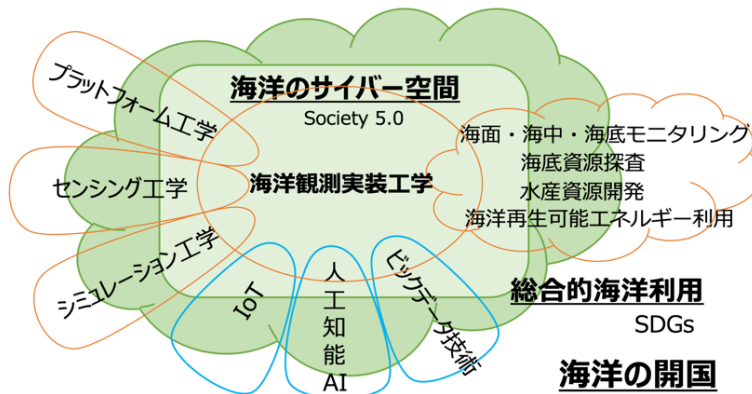 海洋のサイバー空間
Society 5.0
プラットフォーム工学
センシング工学
シミュレーション工学
海洋観測実装工学
海面・海中・海底モニタリング
海底資源探査
水産資源開発
海洋再生可能エネルギー利用
IoT
人工知能AI
ビックデータ技術
総合的海洋利用
SDGs
海洋の開国